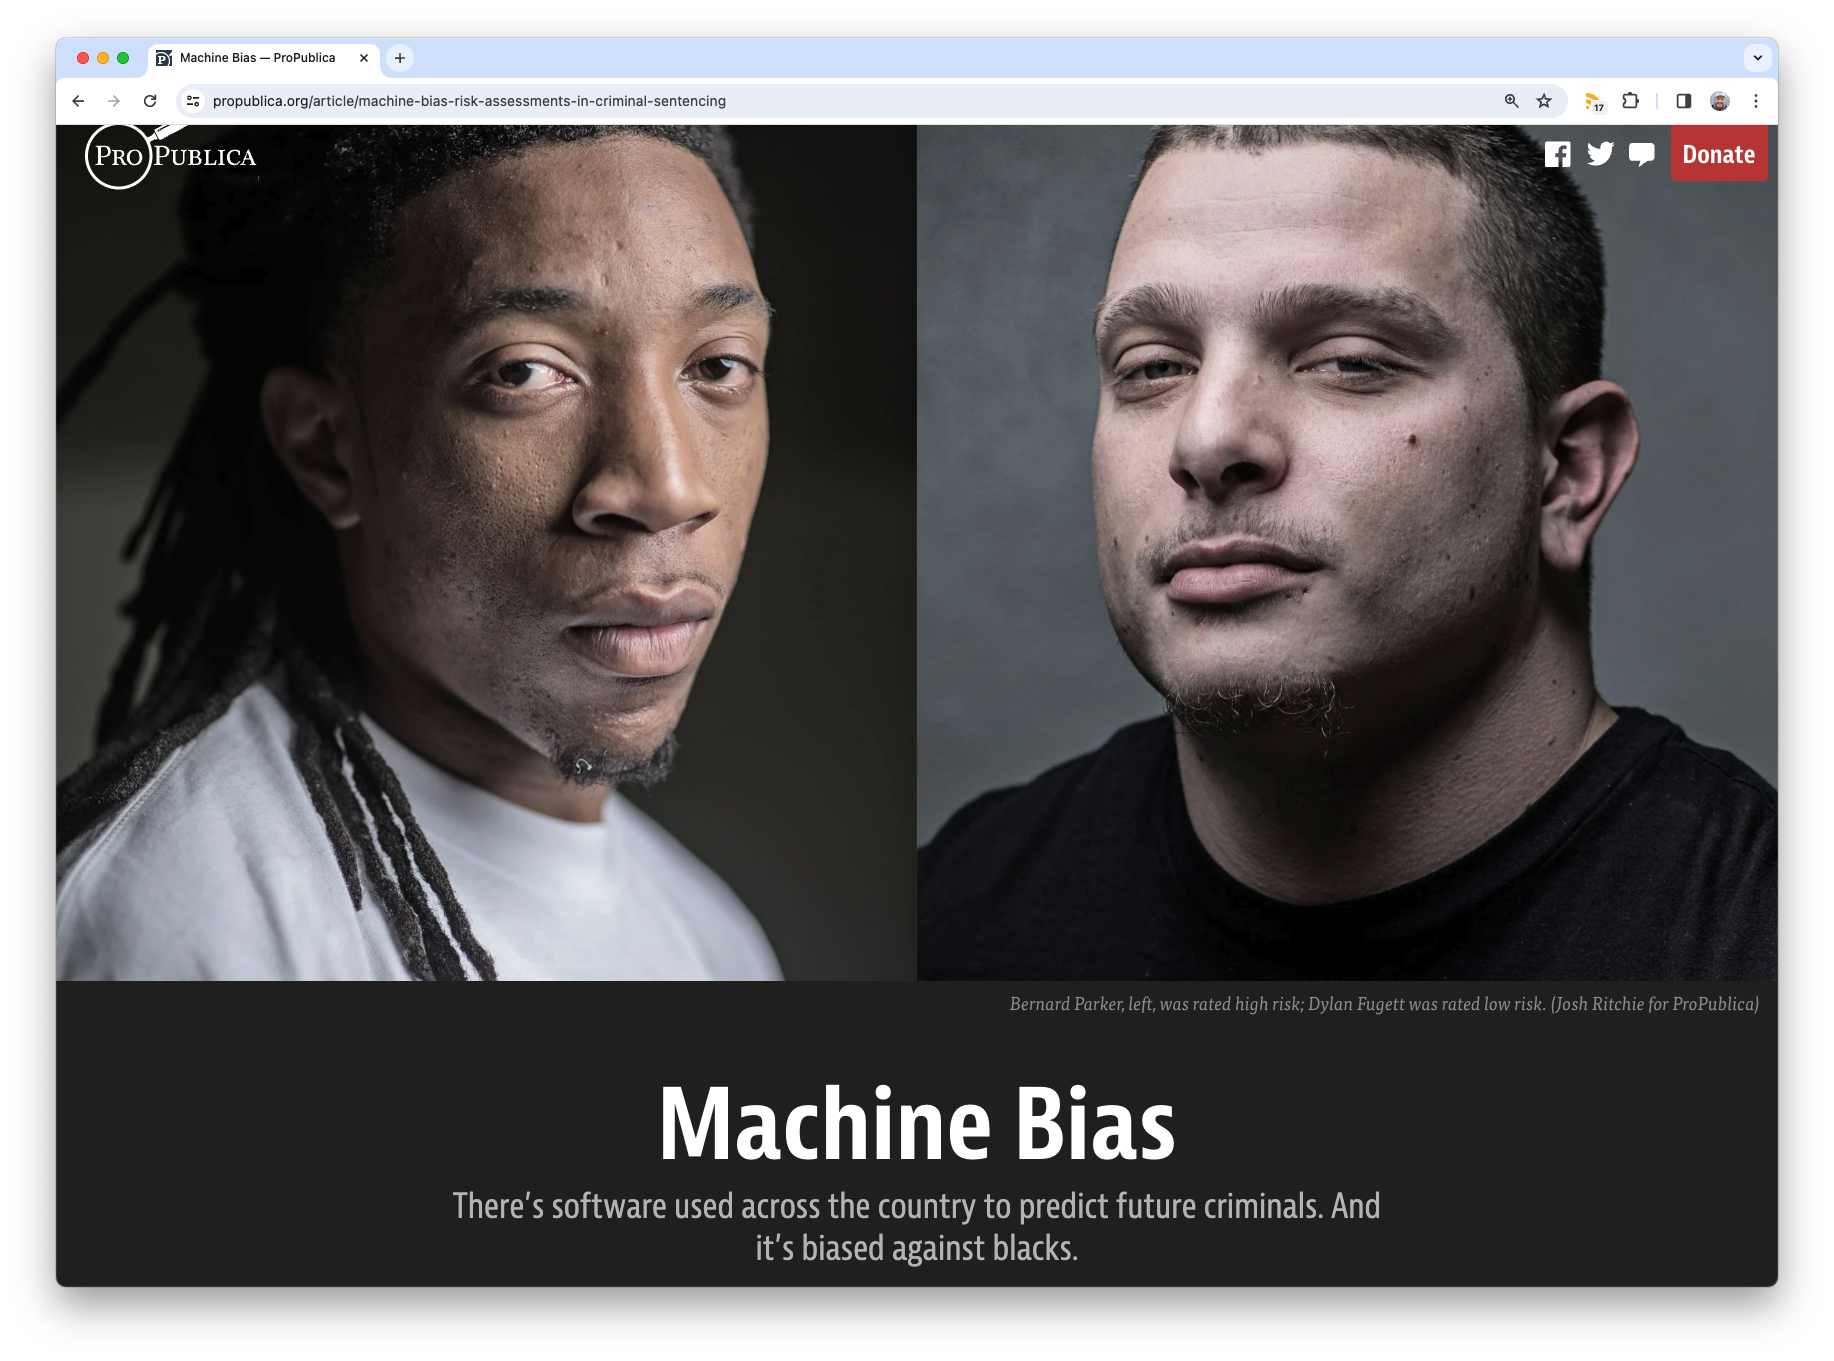 Machine Bias — ProPublica
propublica.org/article/machine-bias-risk-assessments-in-criminal-sentencing
17
PROPUBLICA
Donate
Bernard Parker, left, was rated high risk; Dylan Fugett was rated low risk. (Josh Ritchie for ProPublica)
Machine Bias
There’s software used across the country to predict future criminals. And
it’s biased against blacks.